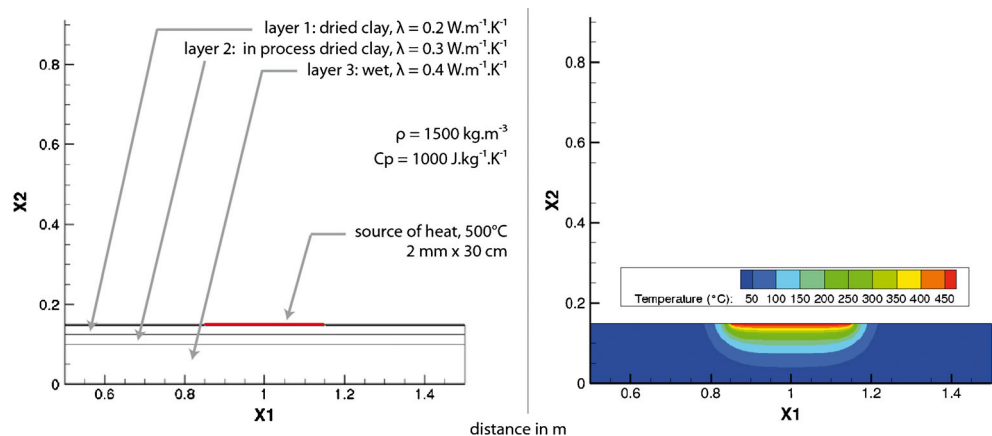 layer 1: dried clay, λ = 0.2 W.m⁻¹.K⁻¹
layer 2: in process dried clay, λ = 0.3 W.m⁻¹.K⁻¹
layer 3: wet, λ = 0.4 W.m⁻¹.K⁻¹
ρ = 1500 kg.m⁻³
Cp = 1000 J.kg⁻¹.K⁻¹
source of heat, 500°C
2 mm x 30 cm
X2
0.8
0.6
0.4
0.2
0
0.6 0.8 1 1.2 1.4
X1
X2
0.8
0.6
0.4
0.2
0
Temperature (°C): 50 100 150 200 250 300 350 400 450
0.6 0.8 1 1.2 1.4
X1
distance in m